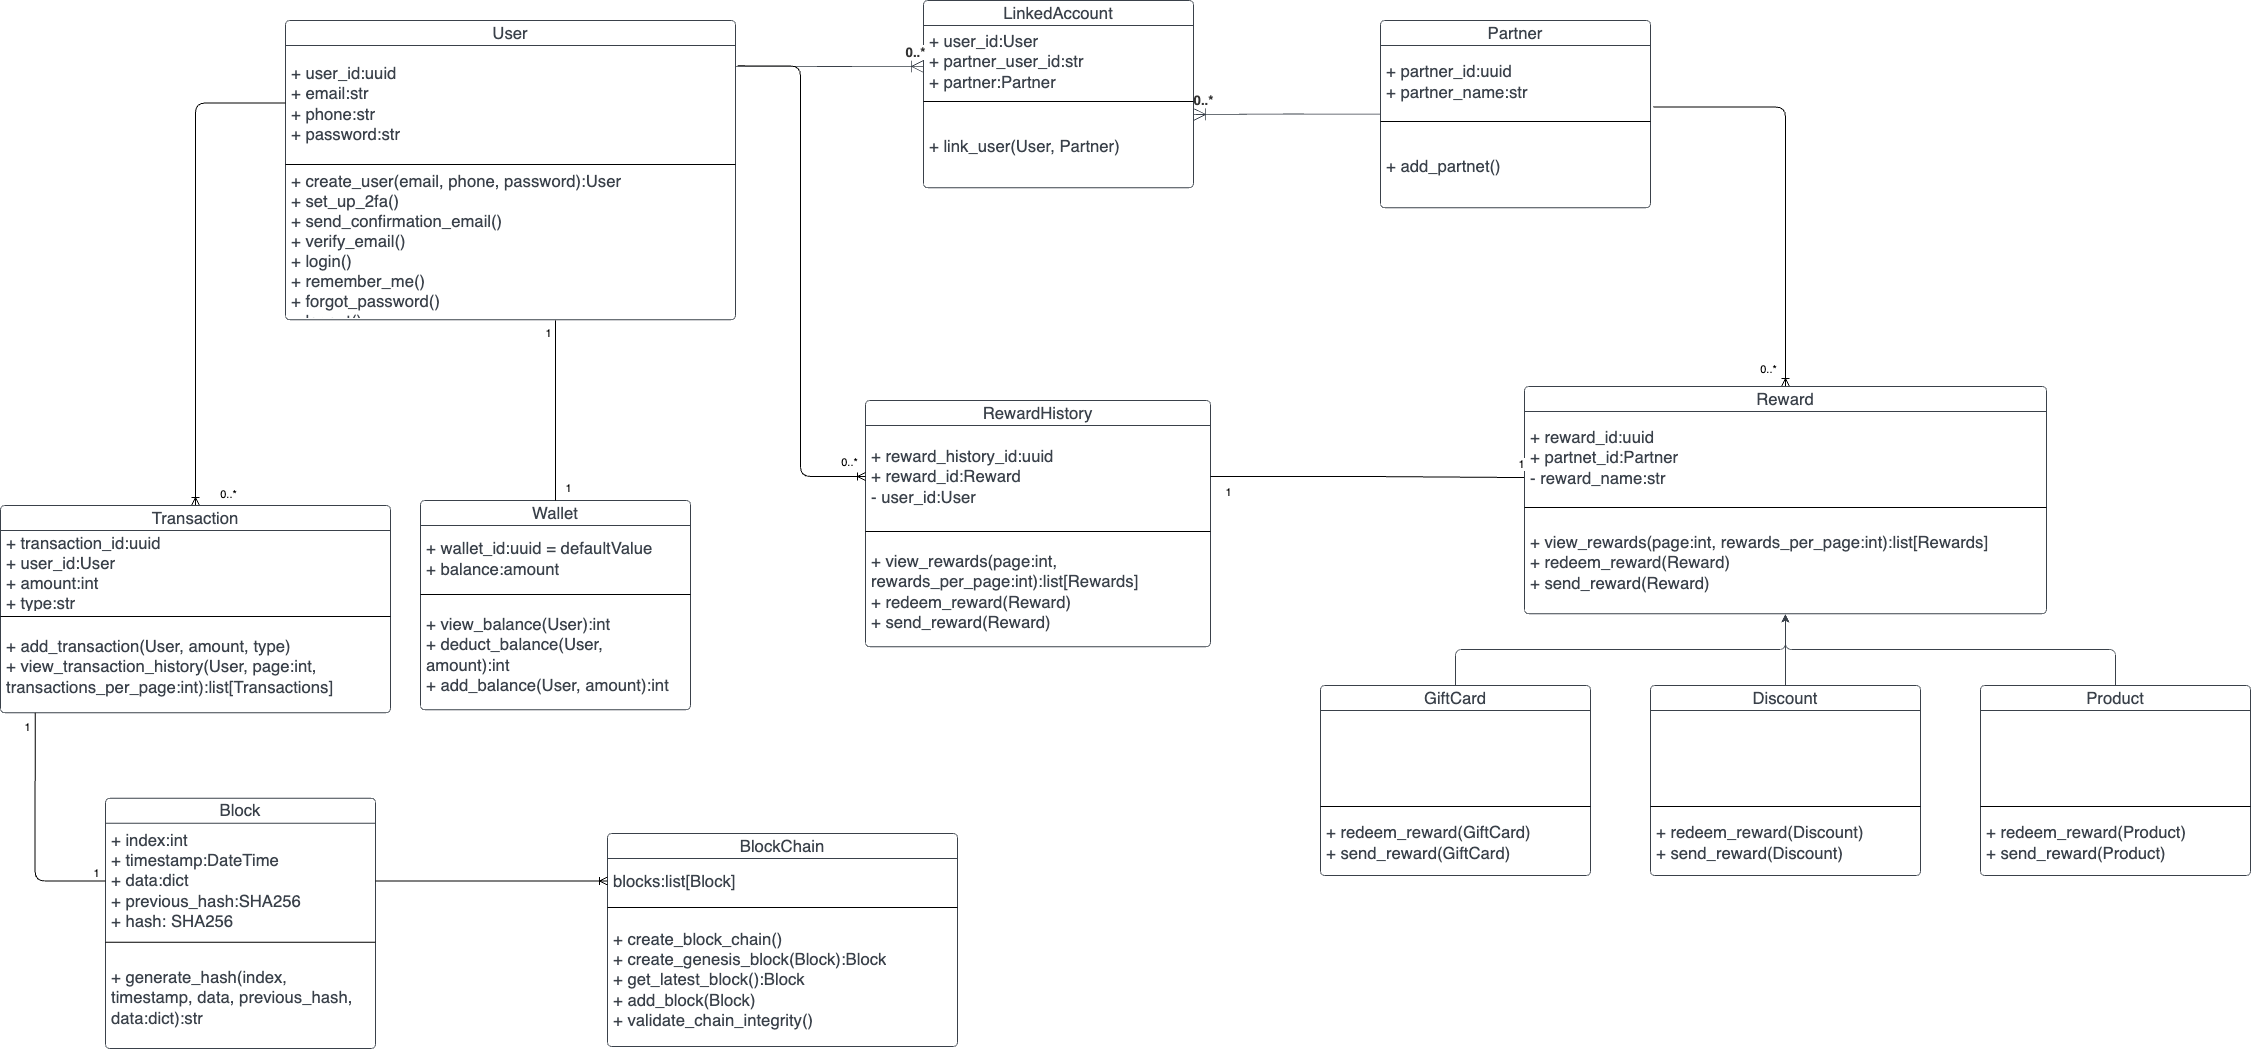 User
+ user_id:uuid
+ email:str
+ phone:str
+ password:str
+ create_user(email, phone, password):User
+ set_up_2fa()
+ send_confirmation_email()
+ verify_email()
+ login()
+ remember_me()
+ forgot_password()
1
0..*
LinkedAccount
+ user_id:User
+ partner_user_id:str
+ partner:Partner
+ link_user(User, Partner)
0..*
Partner
+ partner_id:uuid
+ partner_name:str
+ add_partnet()
0..*
Transaction
+ transaction_id:uuid
+ user_id:User
+ amount:int
+ type:str
+ add_transaction(User, amount, type)
+ view_transaction_history(User, page:int,
transactions_per_page:int):list[Transactions]
1
1
Wallet
+ wallet_id:uuid = defaultValue
+ balance:amount
+ view_balance(User):int
+ deduct_balance(User,
amount):int
+ add_balance(User, amount):int
0..*
RewardHistory
+ reward_history_id:uuid
+ reward_id:Reward
- user_id:User
+ view_rewards(page:int,
rewards_per_page:int):list[Rewards]
+ redeem_reward(Reward)
+ send_reward(Reward)
1
1
0..*
Reward
+ reward_id:uuid
+ partnet_id:Partner
- reward_name:str
+ view_rewards(page:int, rewards_per_page:int):list[Rewards]
+ redeem_reward(Reward)
+ send_reward(Reward)
GiftCard
+ redeem_reward(GiftCard)
+ send_reward(GiftCard)
Discount
+ redeem_reward(Discount)
+ send_reward(Discount)
Product
+ redeem_reward(Product)
+ send_reward(Product)
1
Block
+ index:int
+ timestamp:DateTime
+ data:dict
+ previous_hash:SHA256
+ hash: SHA256
+ generate_hash(index,
timestamp, data, previous_hash,
data:dict):str
BlockChain
blocks:list[Block]
+ create_block_chain()
+ create_genesis_block(Block):Block
+ get_latest_block():Block
+ add_block(Block)
+ validate_chain_integrity()